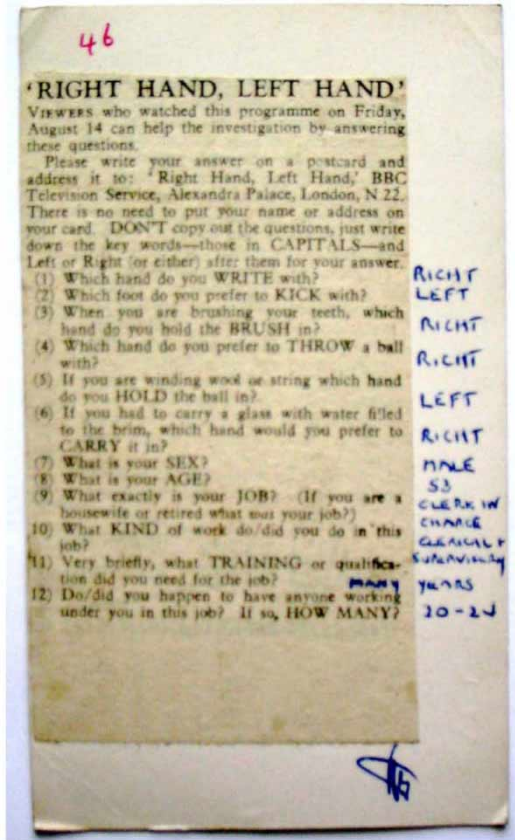 46
'RIGHT HAND, LEFT HAND'
VIEWERS who watched this programme on Friday,
August 14 can help the investigation by answering
these questions.
Please write your answer on a postcard and
address it to: 'Right Hand, Left Hand,' BBC
Television Service, Alexandra Palace, London, N 22.
There is no need to put your name or address on
your card. DON'T copy out the questions, just write
down the key words—those in CAPITALS—and
Left or Right (or either) after them for your answer.
(1) Which hand do you WRITE with? RIGHT
(2) Which foot do you prefer to KICK with? LEFT
(3) When you are brushing your teeth, which
hand do you hold the BRUSH in? RIGHT
(4) Which hand do you prefer to THROW a ball
with? RIGHT
(5) If you are winding wool or string which hand
do you HOLD the ball in? LEFT
(6) If you had to carry a glass with water filled
to the brim, which hand would you prefer to
CARRY it in? RIGHT
(7) What is your SEX? MALE
(8) What is your AGE? 53
(9) What exactly is your JOB? (If you are a CLERK IN
housewife or retired what was your job?) CHARGE
10) What KIND of work do/did you do in this CLERICAL +
job? SUPERVISORY
11) Very briefly, what TRAINING or qualifica-
tion did you need for the job? MANY YEARS
12) Do/did you happen to have anyone working
under you in this job? If so, HOW MANY? 20-24